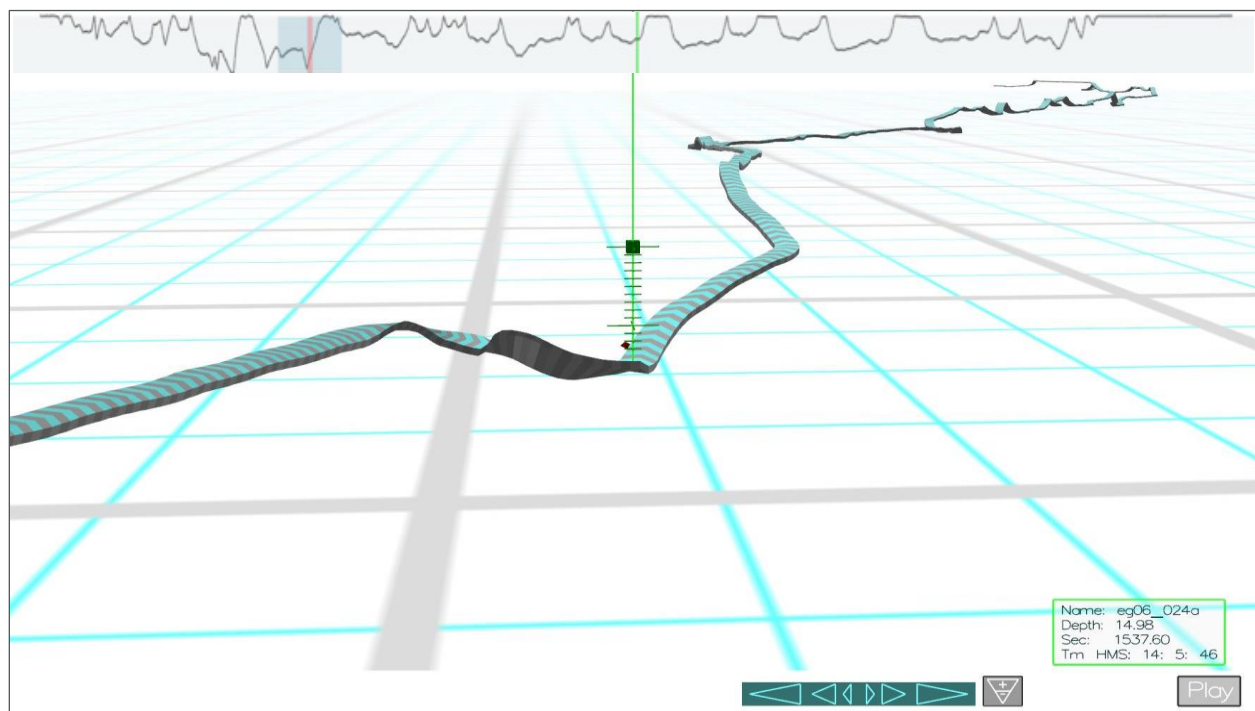 Name: eg06_024a
Depth: 14.98
Sec: 1537.60
Tm HMS: 14: 5: 46
Play